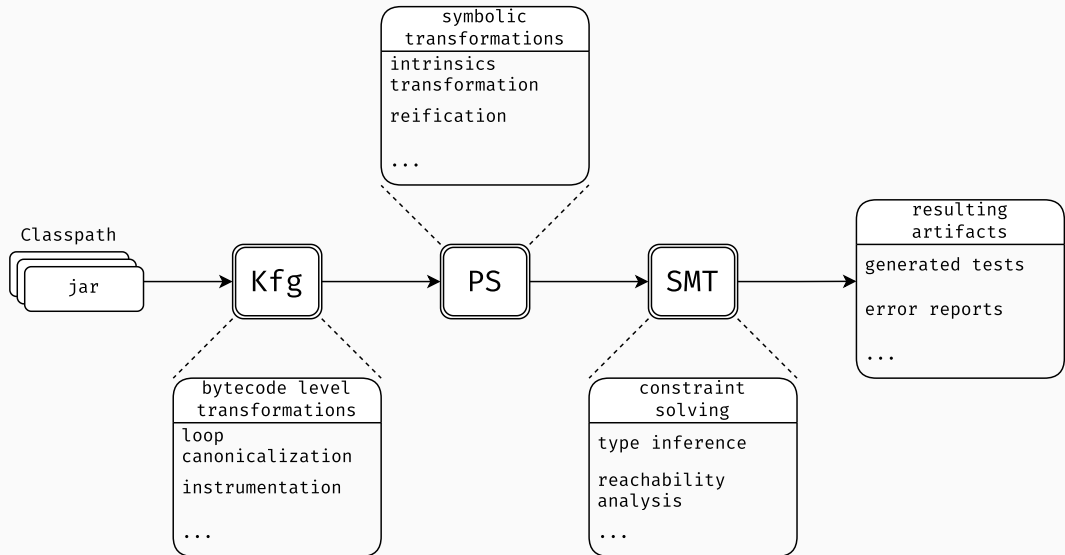 symbolic
transformations
intrinsics
transformation
reification
...
Classpath
jar
Kfg
PS
SMT
resulting
artifacts
generated tests
error reports
...
bytecode level
transformations
loop
canonicalization
instrumentation
...
constraint
solving
type inference
reachability
analysis
...